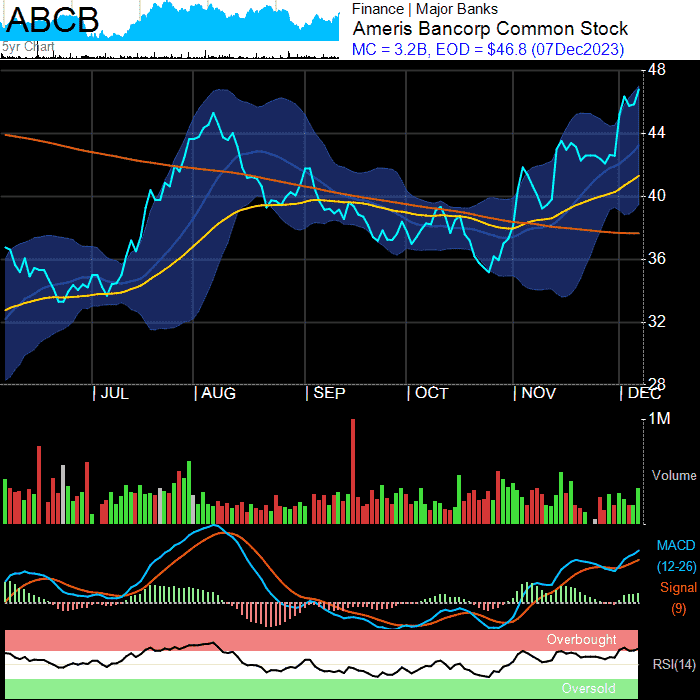 ABCB
5yr Chart
Finance | Major Banks
Ameris Bancorp Common Stock
MC = 3.2B, EOD = $46.8 (07Dec2023)
48
44
40
36
32
28
| JUL | AUG | SEP | OCT | NOV | DEC
1M
Volume
MACD
(12-26)
Signal
(9)
Overbought
RSI(14)
Oversold